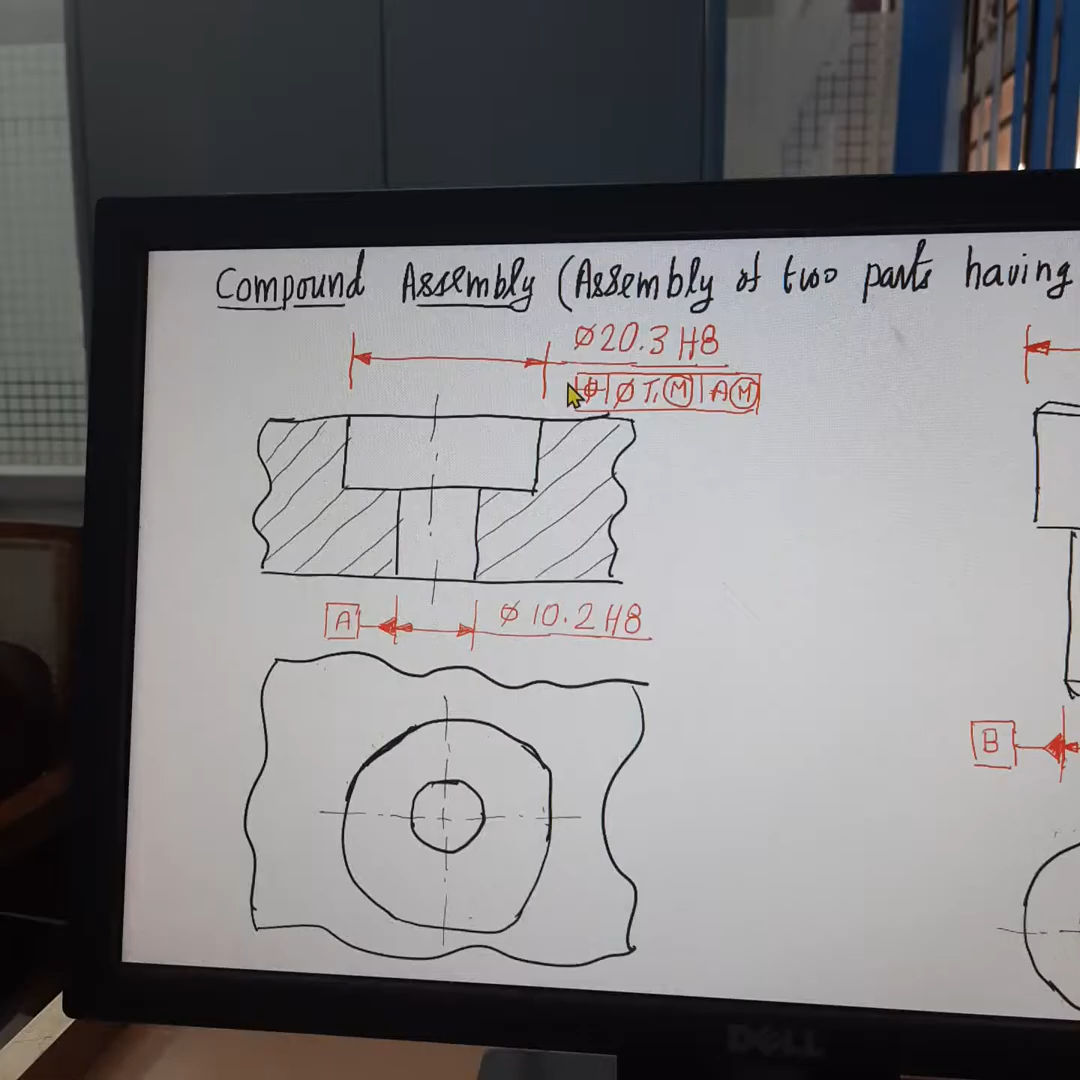 Compound Assembly (Assembly of two parts having
Ø20.3 H8
⌖ Ø T₁ Ⓜ A Ⓜ
A
Ø 10.2 H8
B
DELL